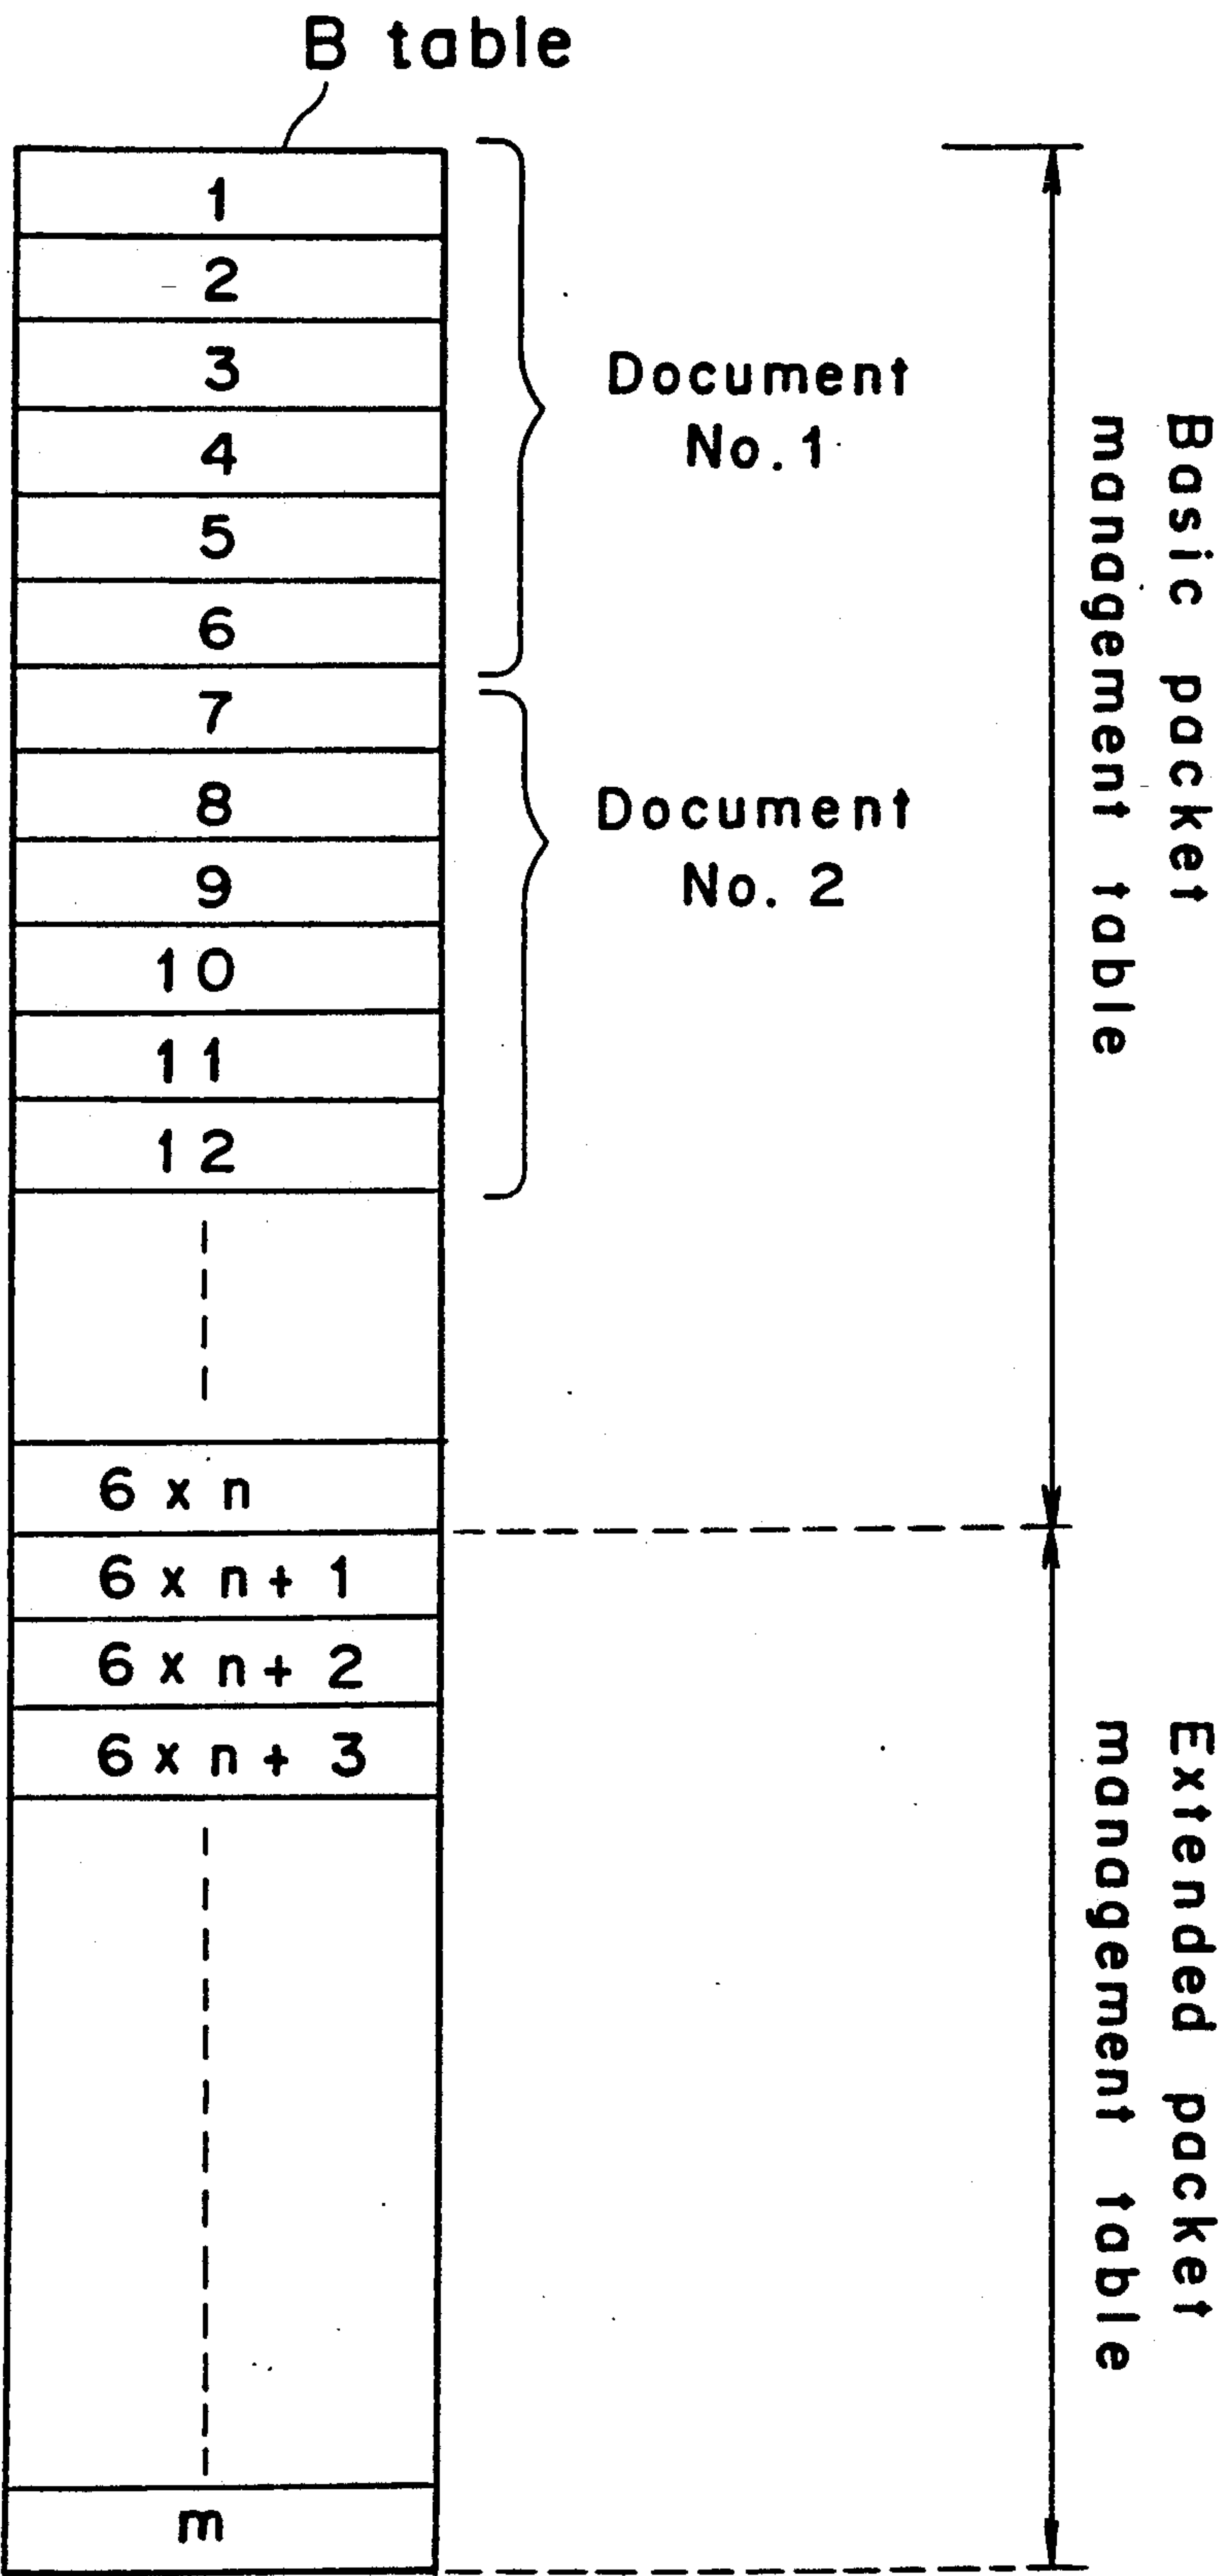 B table
1
2
3
4
5
6
7
8
9
10
11
12
6 x n
6 x n + 1
6 x n + 2
6 x n + 3
m
Document
No. 1
Document
No. 2
Basic packet
management table
Extended packet
management table